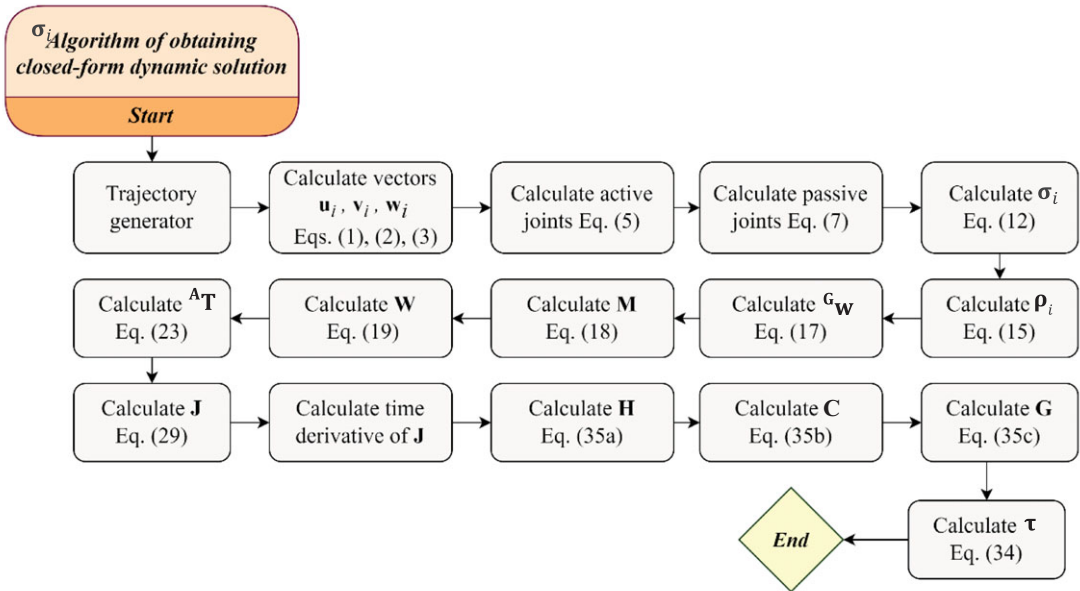 σᵢAlgorithm of obtaining
closed-form dynamic solution
Start
Trajectory
generator
Calculate vectors
uᵢ , vᵢ , wᵢ
Eqs. (1), (2), (3)
Calculate active
joints Eq. (5)
Calculate passive
joints Eq. (7)
Calculate σᵢ
Eq. (12)
Calculate ρᵢ
Eq. (15)
Calculate ᴳw
Eq. (17)
Calculate M
Eq. (18)
Calculate W
Eq. (19)
Calculate ᴬT
Eq. (23)
Calculate J
Eq. (29)
Calculate time
derivative of J
Calculate H
Eq. (35a)
Calculate C
Eq. (35b)
Calculate G
Eq. (35c)
Calculate τ
Eq. (34)
End